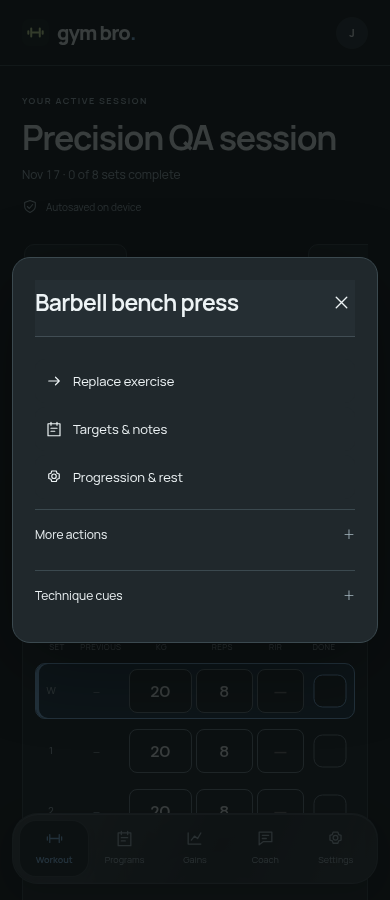 gym bro.
J
YOUR ACTIVE SESSION
Precision QA session
Nov 17 · 0 of 8 sets complete
Autosaved on device
Barbell bench press
Replace exercise
Targets & notes
Progression & rest
More actions
Technique cues
SET PREVIOUS KG REPS RIR DONE
W — 20 8 —
1 — 20 8 —
2 — 20 8 —
Workout Programs Gains Coach Settings